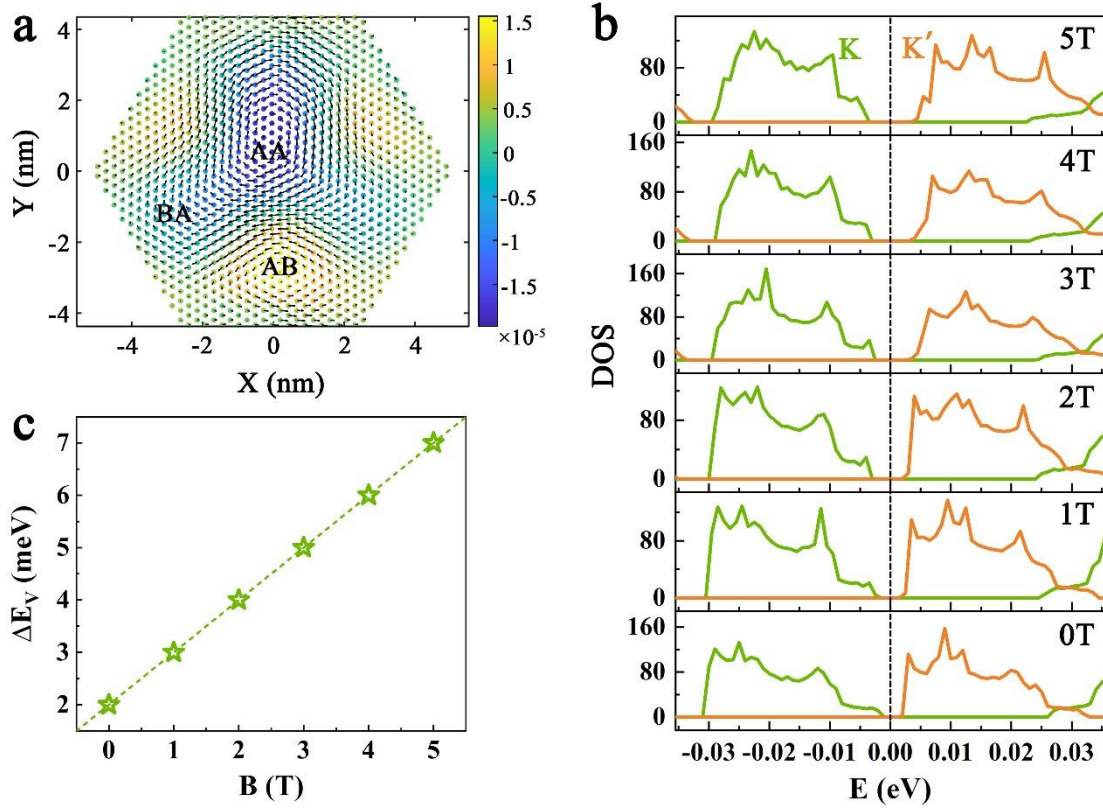 a
4
2
0
-2
-4
Y (nm)
-4 -2 0 2 4
X (nm)
AA
BA
AB
1.5
1
0.5
0
-0.5
-1
-1.5
×10⁻⁵
b
K K′
5T
80
0
160
4T
80
0
3T
160
80
0
2T
80
0
1T
80
0
0T
160
80
0
DOS
-0.03 -0.02 -0.01 0.00 0.01 0.02 0.03
E (eV)
c
7
6
5
4
3
2
ΔEV (meV)
0 1 2 3 4 5
B (T)